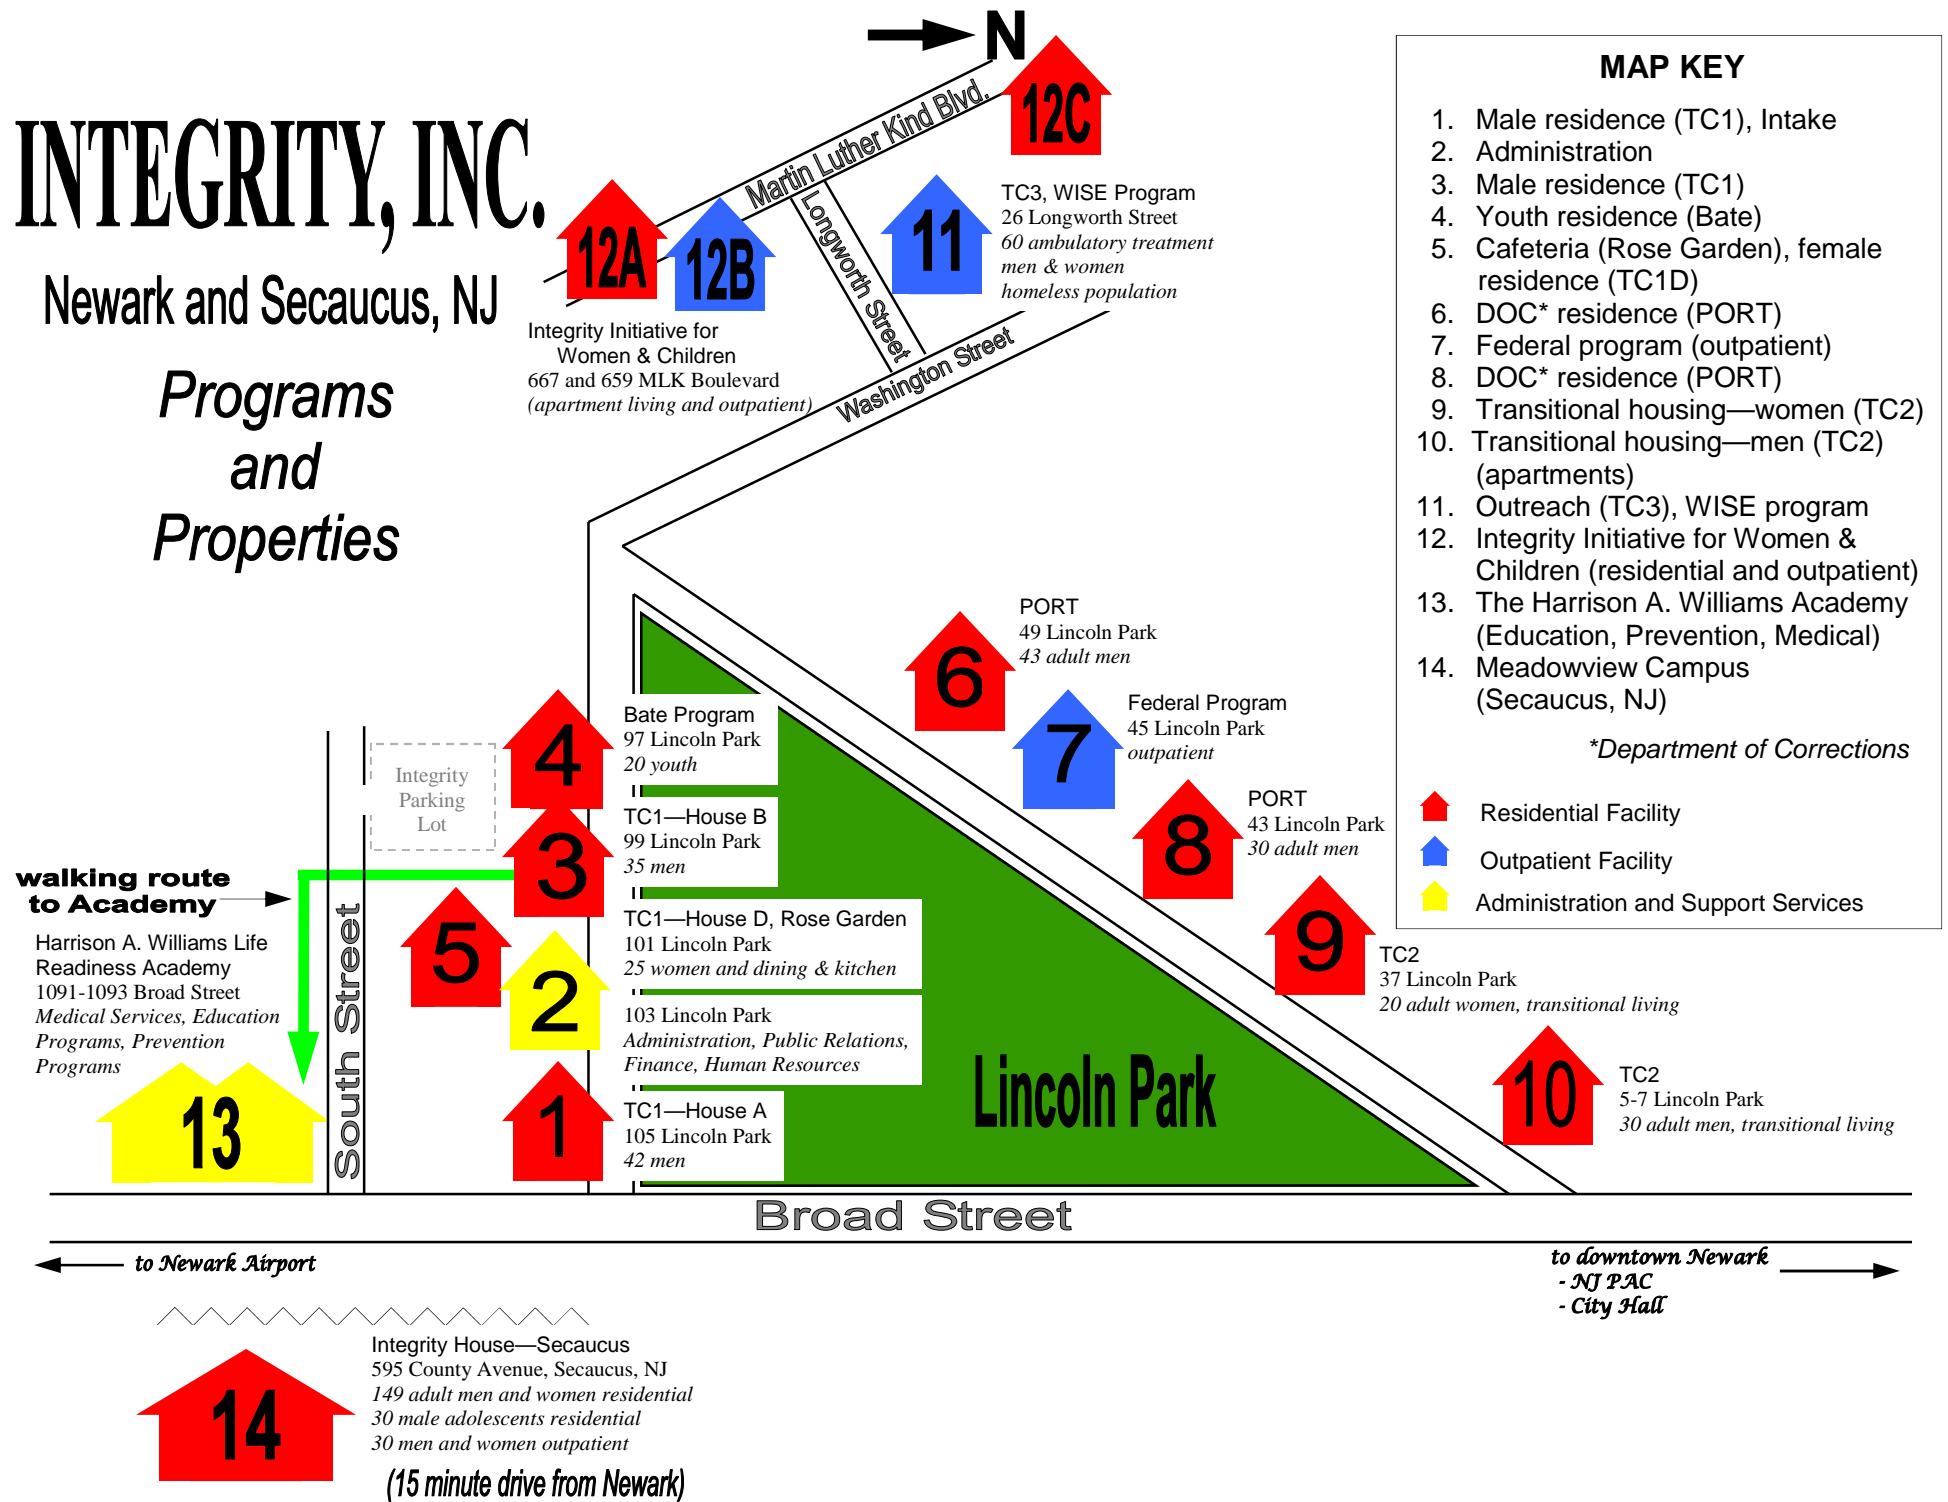 N
INTEGRITY, INC.
Newark and Secaucus, NJ
Programs
and
Properties
Martin Luther Kind Blvd.
Longworth Street
Washington Street
12A
12B
12C
11
Integrity Initiative for
Women & Children
667 and 659 MLK Boulevard
(apartment living and outpatient)
TC3, WISE Program
26 Longworth Street
60 ambulatory treatment
men & women
homeless population
MAP KEY
1. Male residence (TC1), Intake
2. Administration
3. Male residence (TC1)
4. Youth residence (Bate)
5. Cafeteria (Rose Garden), female
residence (TC1D)
6. DOC* residence (PORT)
7. Federal program (outpatient)
8. DOC* residence (PORT)
9. Transitional housing—women (TC2)
10. Transitional housing—men (TC2)
(apartments)
11. Outreach (TC3), WISE program
12. Integrity Initiative for Women &
Children (residential and outpatient)
13. The Harrison A. Williams Academy
(Education, Prevention, Medical)
14. Meadowview Campus
(Secaucus, NJ)
*Department of Corrections
Residential Facility
Outpatient Facility
Administration and Support Services
6
PORT
49 Lincoln Park
43 adult men
7
Federal Program
45 Lincoln Park
outpatient
8
PORT
43 Lincoln Park
30 adult men
9
TC2
37 Lincoln Park
20 adult women, transitional living
10
TC2
5-7 Lincoln Park
30 adult men, transitional living
Integrity
Parking
Lot
4
Bate Program
97 Lincoln Park
20 youth
3
TC1—House B
99 Lincoln Park
35 men
5
TC1—House D, Rose Garden
101 Lincoln Park
25 women and dining & kitchen
2
103 Lincoln Park
Administration, Public Relations,
Finance, Human Resources
1
TC1—House A
105 Lincoln Park
42 men
Lincoln Park
walking route
to Academy
Harrison A. Williams Life
Readiness Academy
1091-1093 Broad Street
Medical Services, Education
Programs, Prevention
Programs
13
South Street
Broad Street
to Newark Airport
to downtown Newark
- NJ PAC
- City Hall
14
Integrity House—Secaucus
595 County Avenue, Secaucus, NJ
149 adult men and women residential
30 male adolescents residential
30 men and women outpatient
(15 minute drive from Newark)